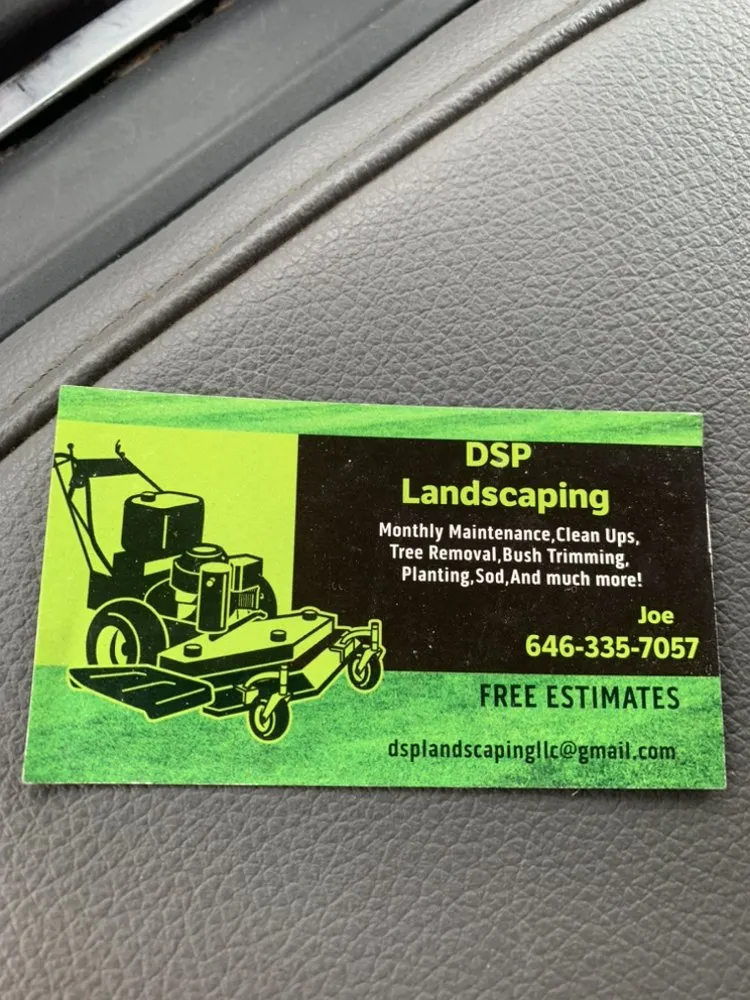 DSP
Landscaping
Monthly Maintenance,Clean Ups,
Tree Removal,Bush Trimming,
Planting,Sod,And much more!
Joe
646-335-7057
FREE ESTIMATES
dsplandscapingllc@gmail.com